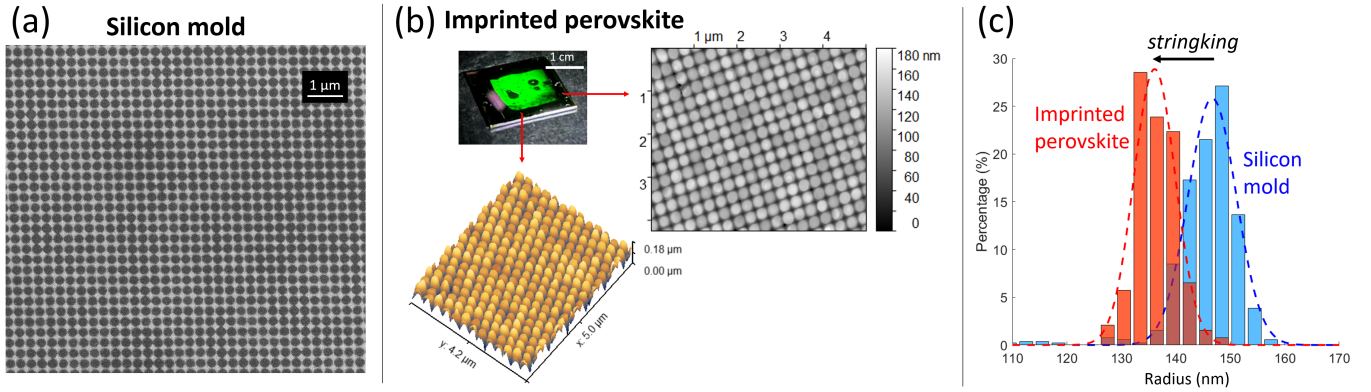 (a)
Silicon mold
1 μm
(b)
Imprinted perovskite
1 cm
1 μm 2 3 4
1
2
3
180 nm
160
140
120
100
80
60
40
20
0
0.18 μm
0.00 μm
x: 5.0 μm
y: 4.2 μm
(c)
stringking
Imprinted
perovskite
Silicon
mold
Percentage (%)
30
25
20
15
10
5
0
110 120 130 140 150 160 170
Radius (nm)